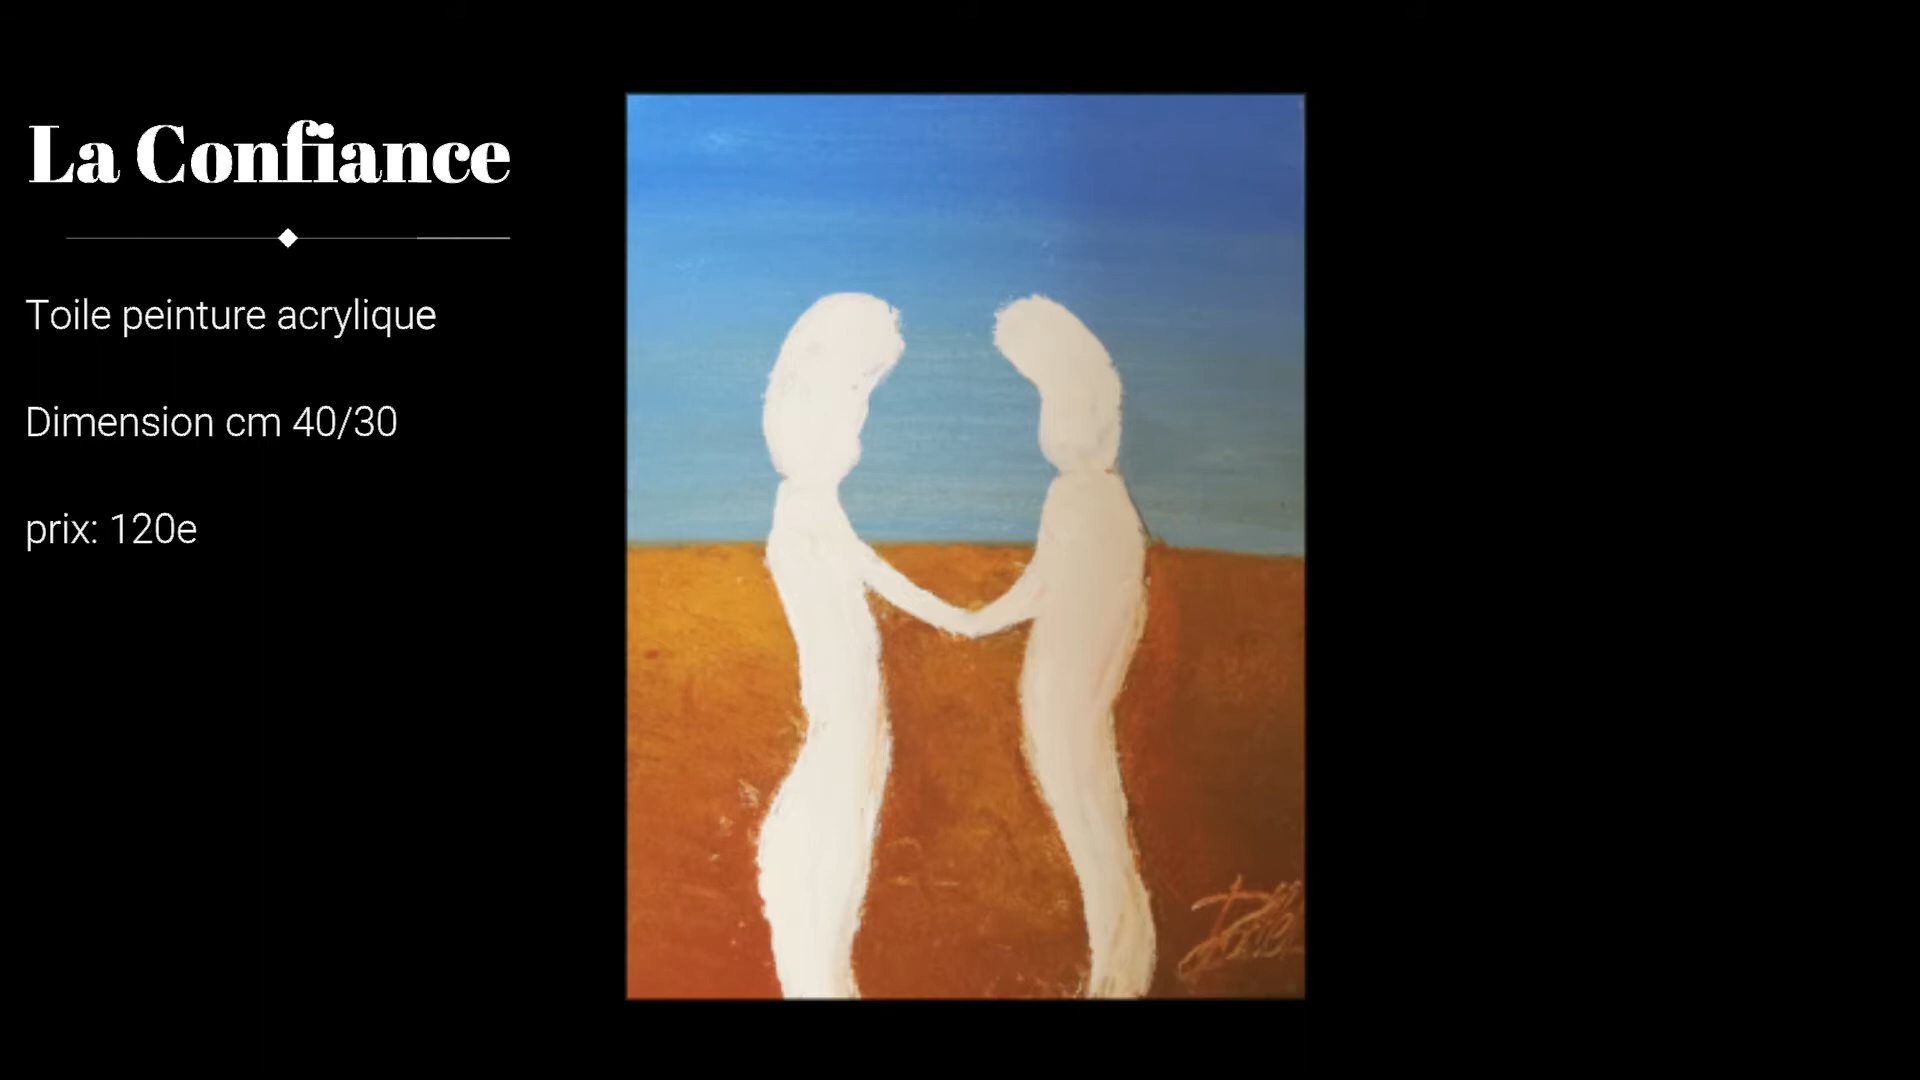 La Confiance
Toile peinture acrylique
Dimension cm 40/30
prix: 120e